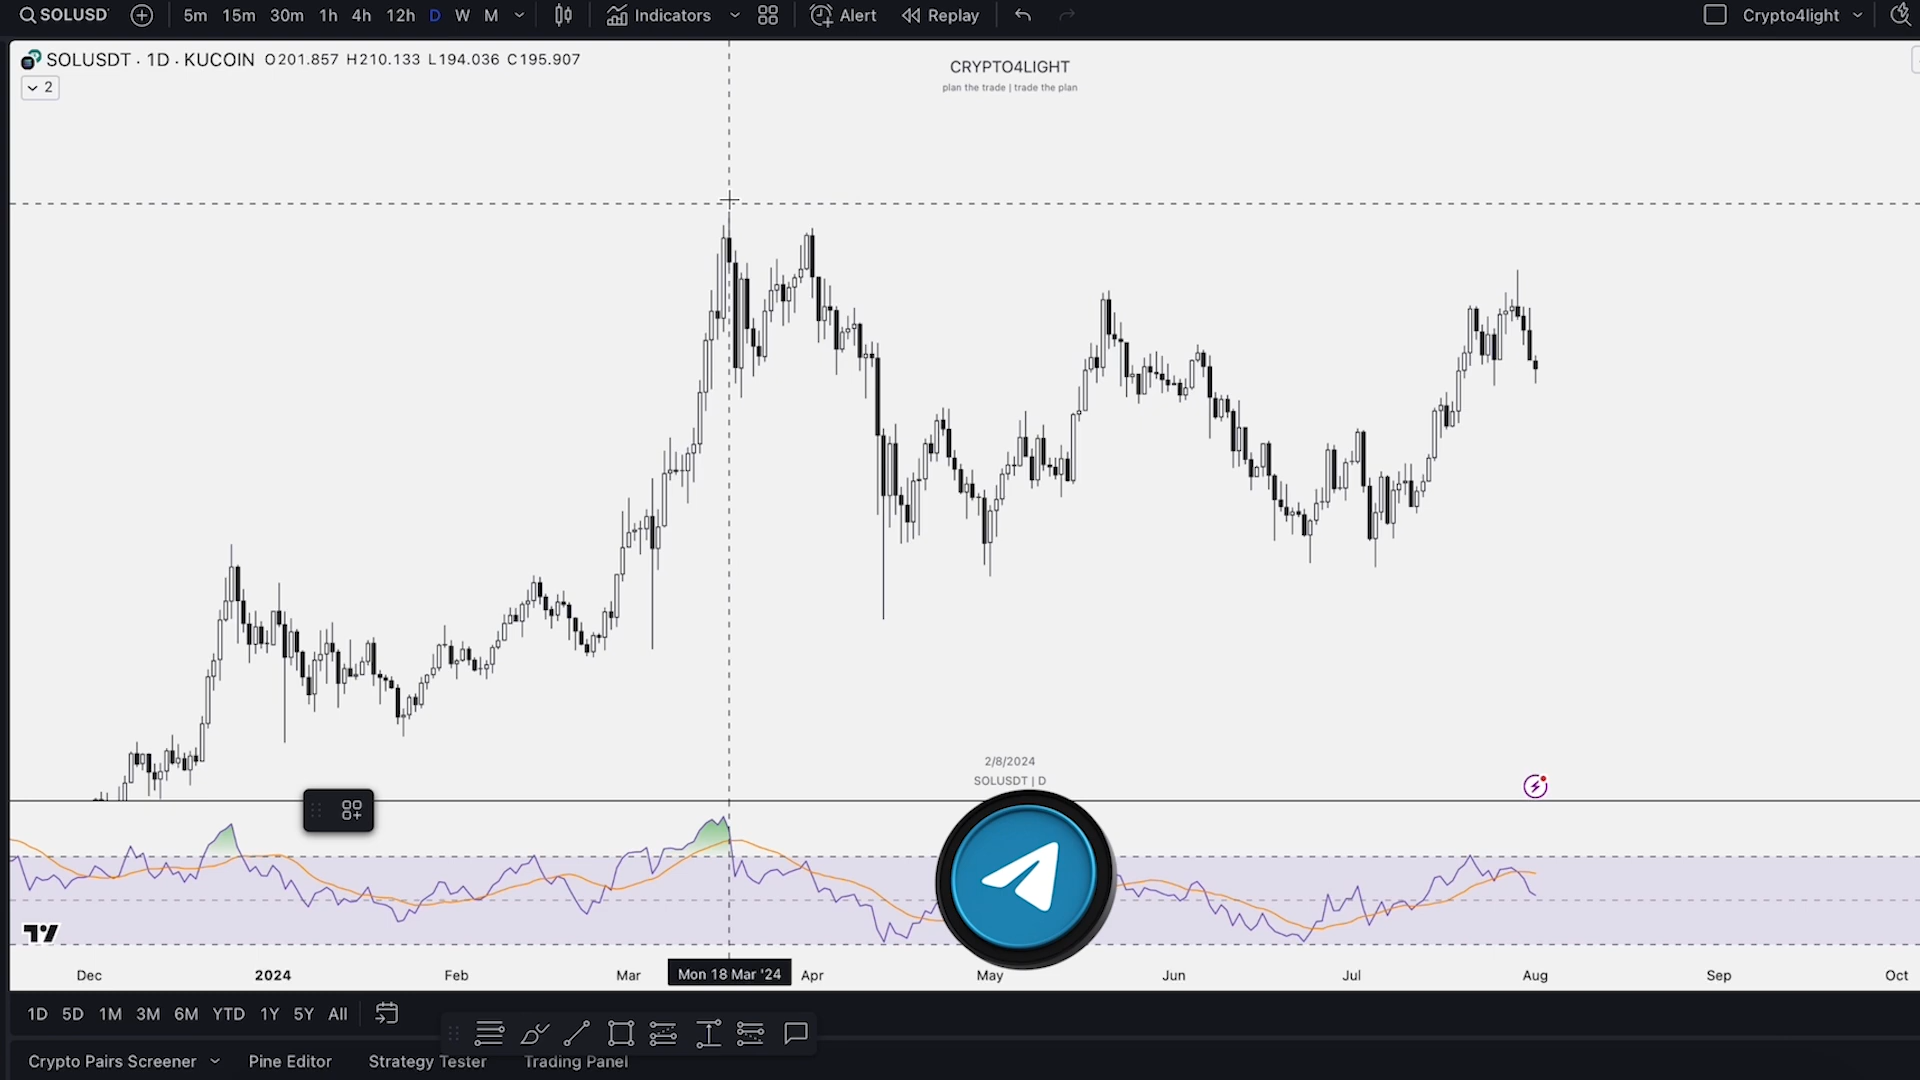 SOLUSD 5m 15m 30m 1h 4h 12h D W M Indicators Alert Replay Crypto4light
SOLUSDT · 1D · KUCOIN O201.857 H210.133 L194.036 C195.907
2
CRYPTO4LIGHT
plan the trade | trade the plan
2/8/2024
SOLUSDT | D
Dec 2024 Feb Mar Mon 18 Mar '24 Apr May Jun Jul Aug Sep Oct
1D 5D 1M 3M 6M YTD 1Y 5Y All
Crypto Pairs Screener Pine Editor Strategy Tester Trading Panel